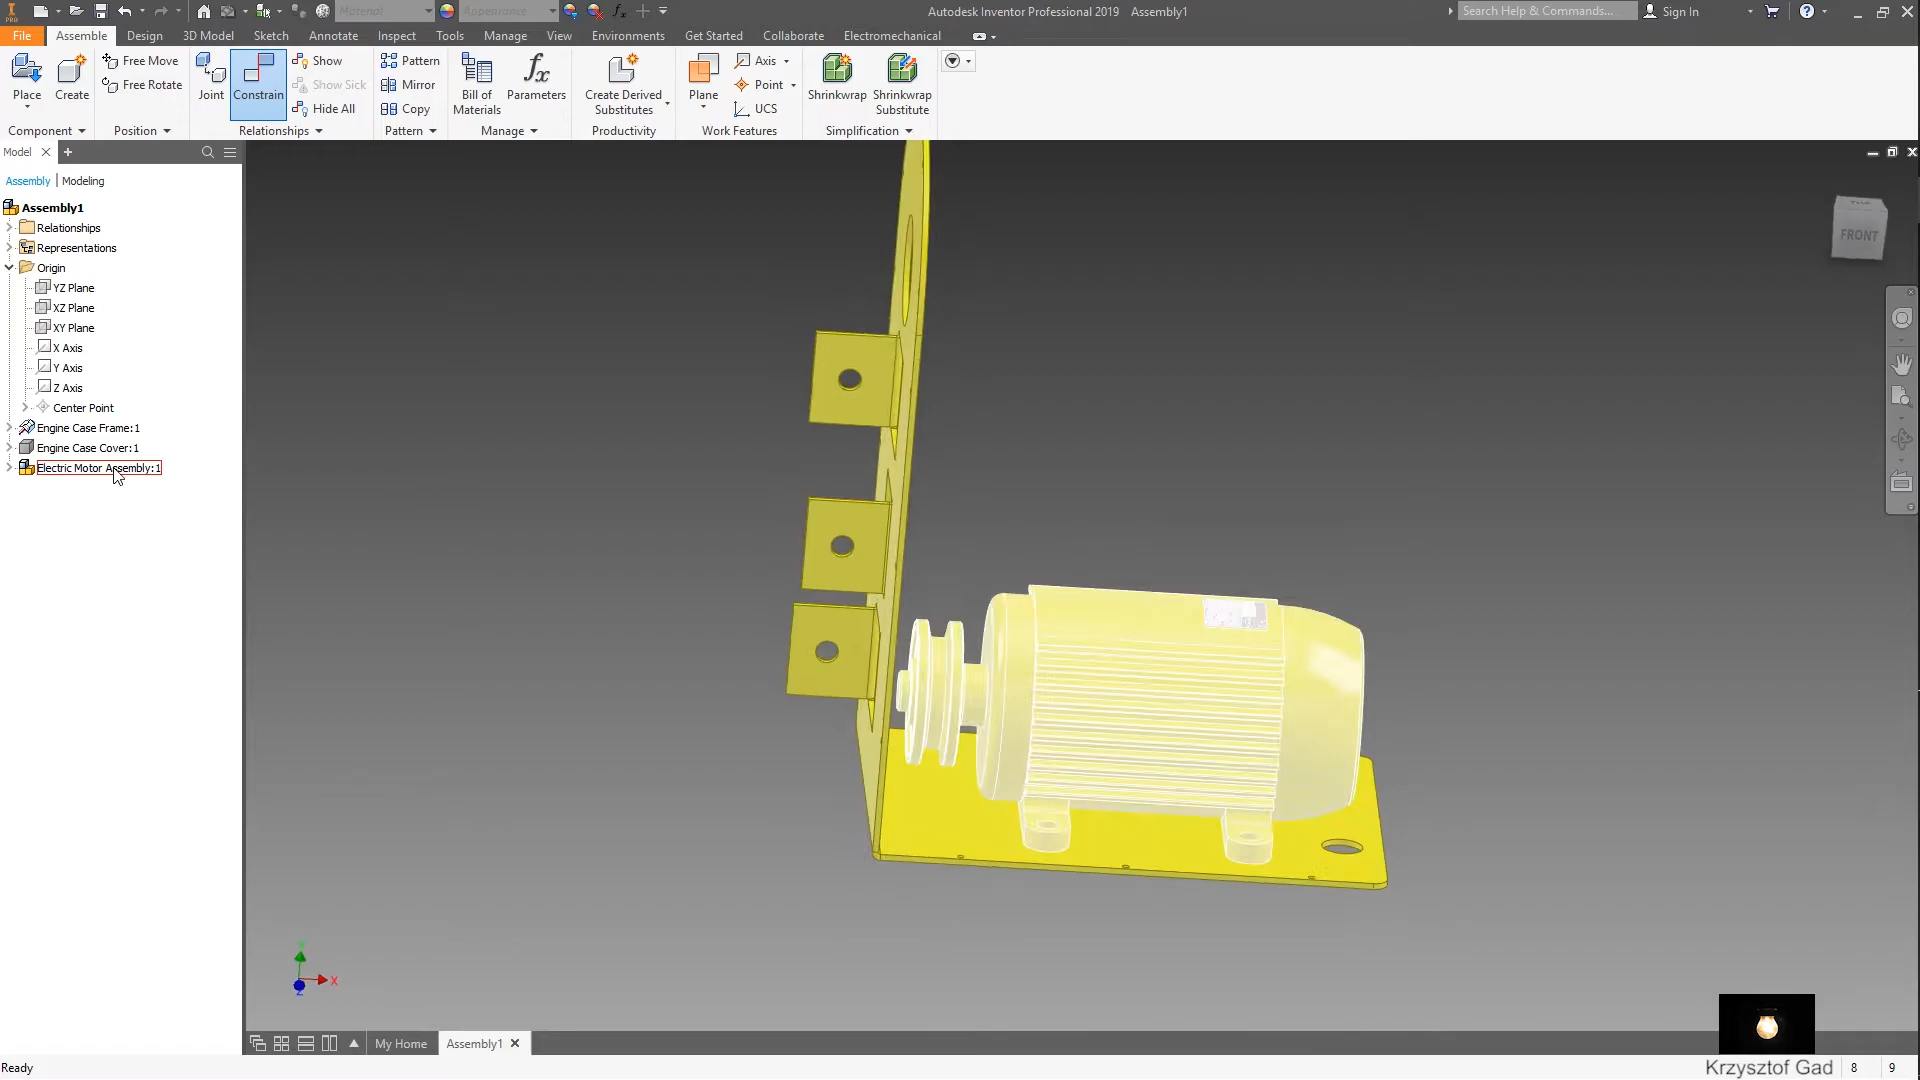 Material
Appearance
Autodesk Inventor Professional 2019 Assembly1
Search Help & Commands...
Sign In
PRO
File Assemble Design 3D Model Sketch Annotate Inspect Tools Manage View Environments Get Started Collaborate Electromechanical
Place
Create
Free Move
Free Rotate
Joint
Constrain
Show
Show Sick
Hide All
Pattern
Mirror
Copy
Bill of
Materials
Parameters
Create Derived
Substitutes
Plane
Axis
Point
UCS
Shrinkwrap
Shrinkwrap
Substitute
Component Position Relationships Pattern Manage Productivity Work Features Simplification
Model
Assembly | Modeling
Assembly1
Relationships
Representations
Origin
YZ Plane
XZ Plane
XY Plane
X Axis
Y Axis
Z Axis
Center Point
Engine Case Frame:1
Engine Case Cover:1
Electric Motor Assembly:1
FRONT
X
Z
My Home
Assembly1
Ready
Krzysztof Gad
8 9